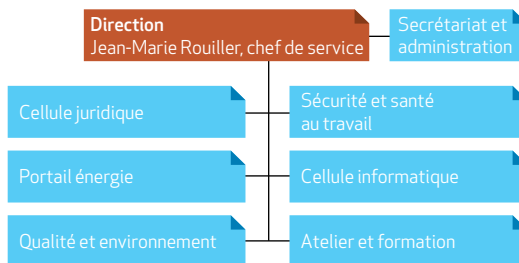 Direction
Jean-Marie Rouiller, chef de service
Secrétariat et
administration
Cellule juridique
Sécurité et santé
au travail
Portail énergie
Cellule informatique
Qualité et environnement
Atelier et formation